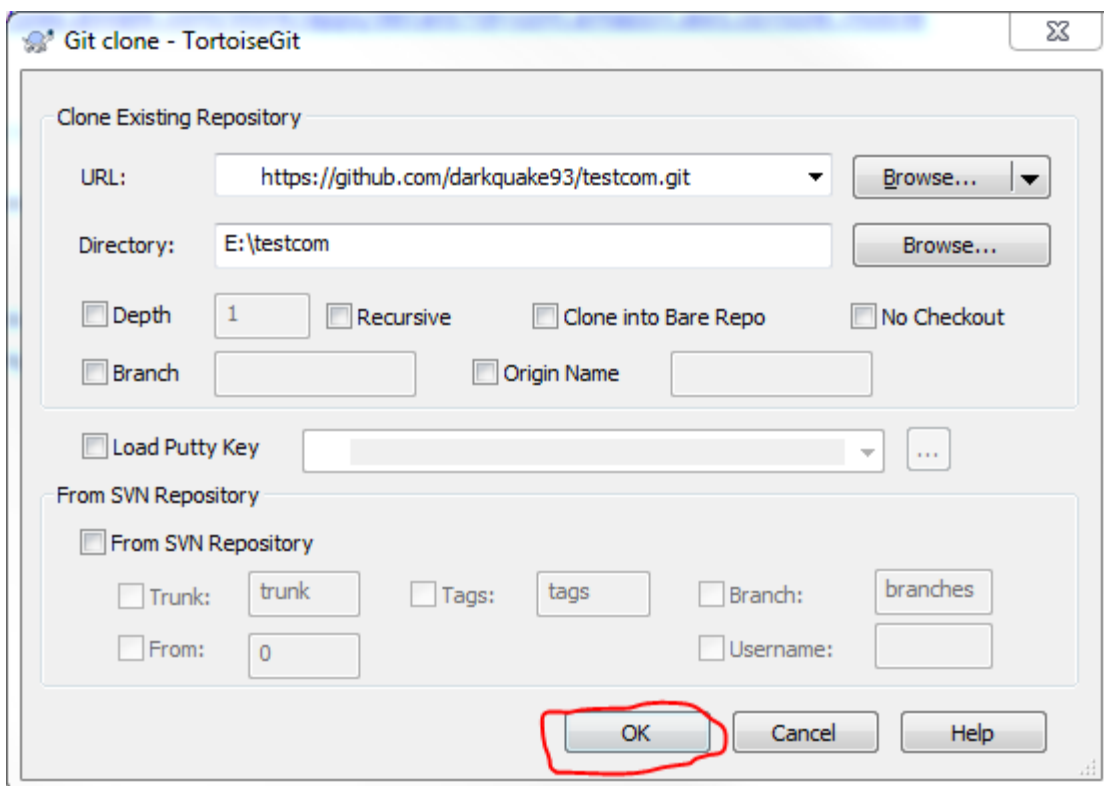 Git clone - TortoiseGit
Clone Existing Repository
URL: https://github.com/darkquake93/testcom.git Browse...
Directory: E:\testcom Browse...
Depth 1 Recursive Clone into Bare Repo No Checkout
Branch Origin Name
Load Putty Key ...
From SVN Repository
From SVN Repository
Trunk: trunk Tags: tags Branch: branches
From: 0 Username:
OK Cancel Help